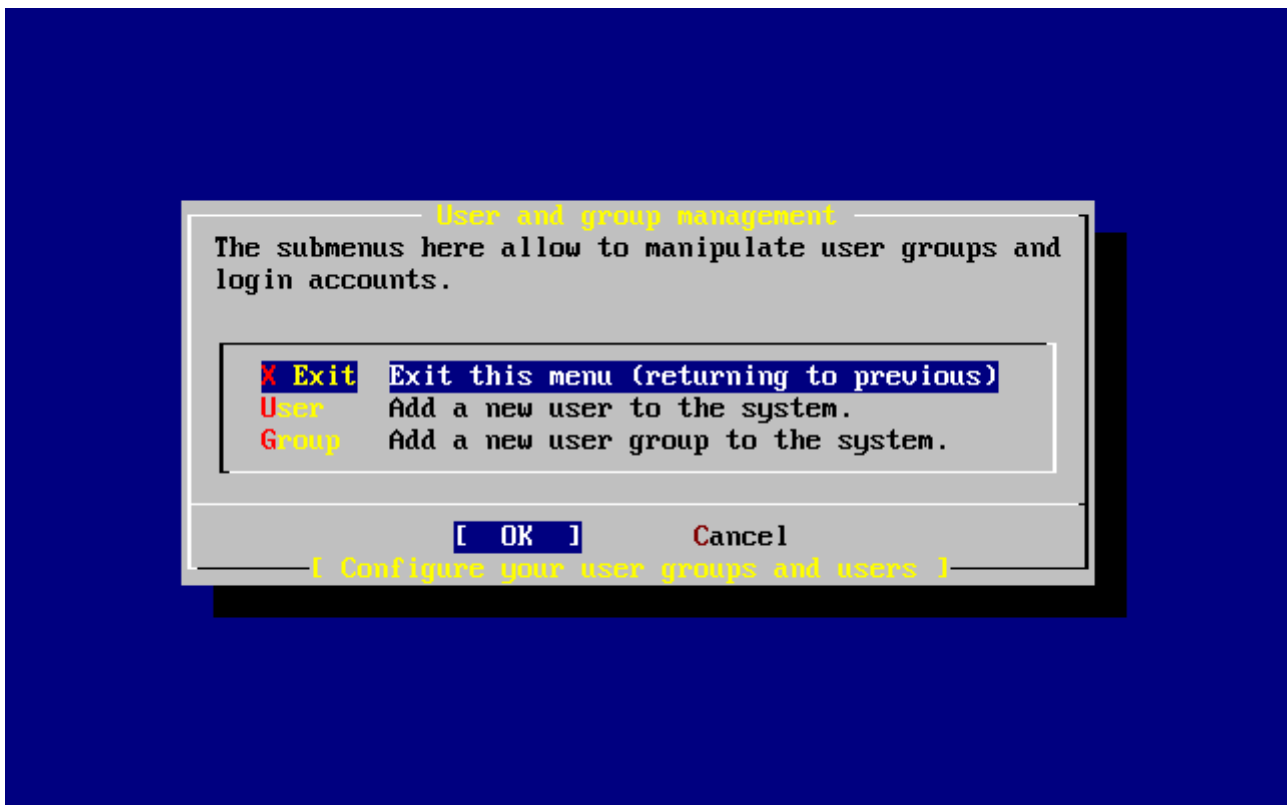 User and group management
The submenus here allow to manipulate user groups and
login accounts.
X Exit Exit this menu (returning to previous)
User Add a new user to the system.
Group Add a new user group to the system.
[ OK ] Cancel
[ Configure your user groups and users ]